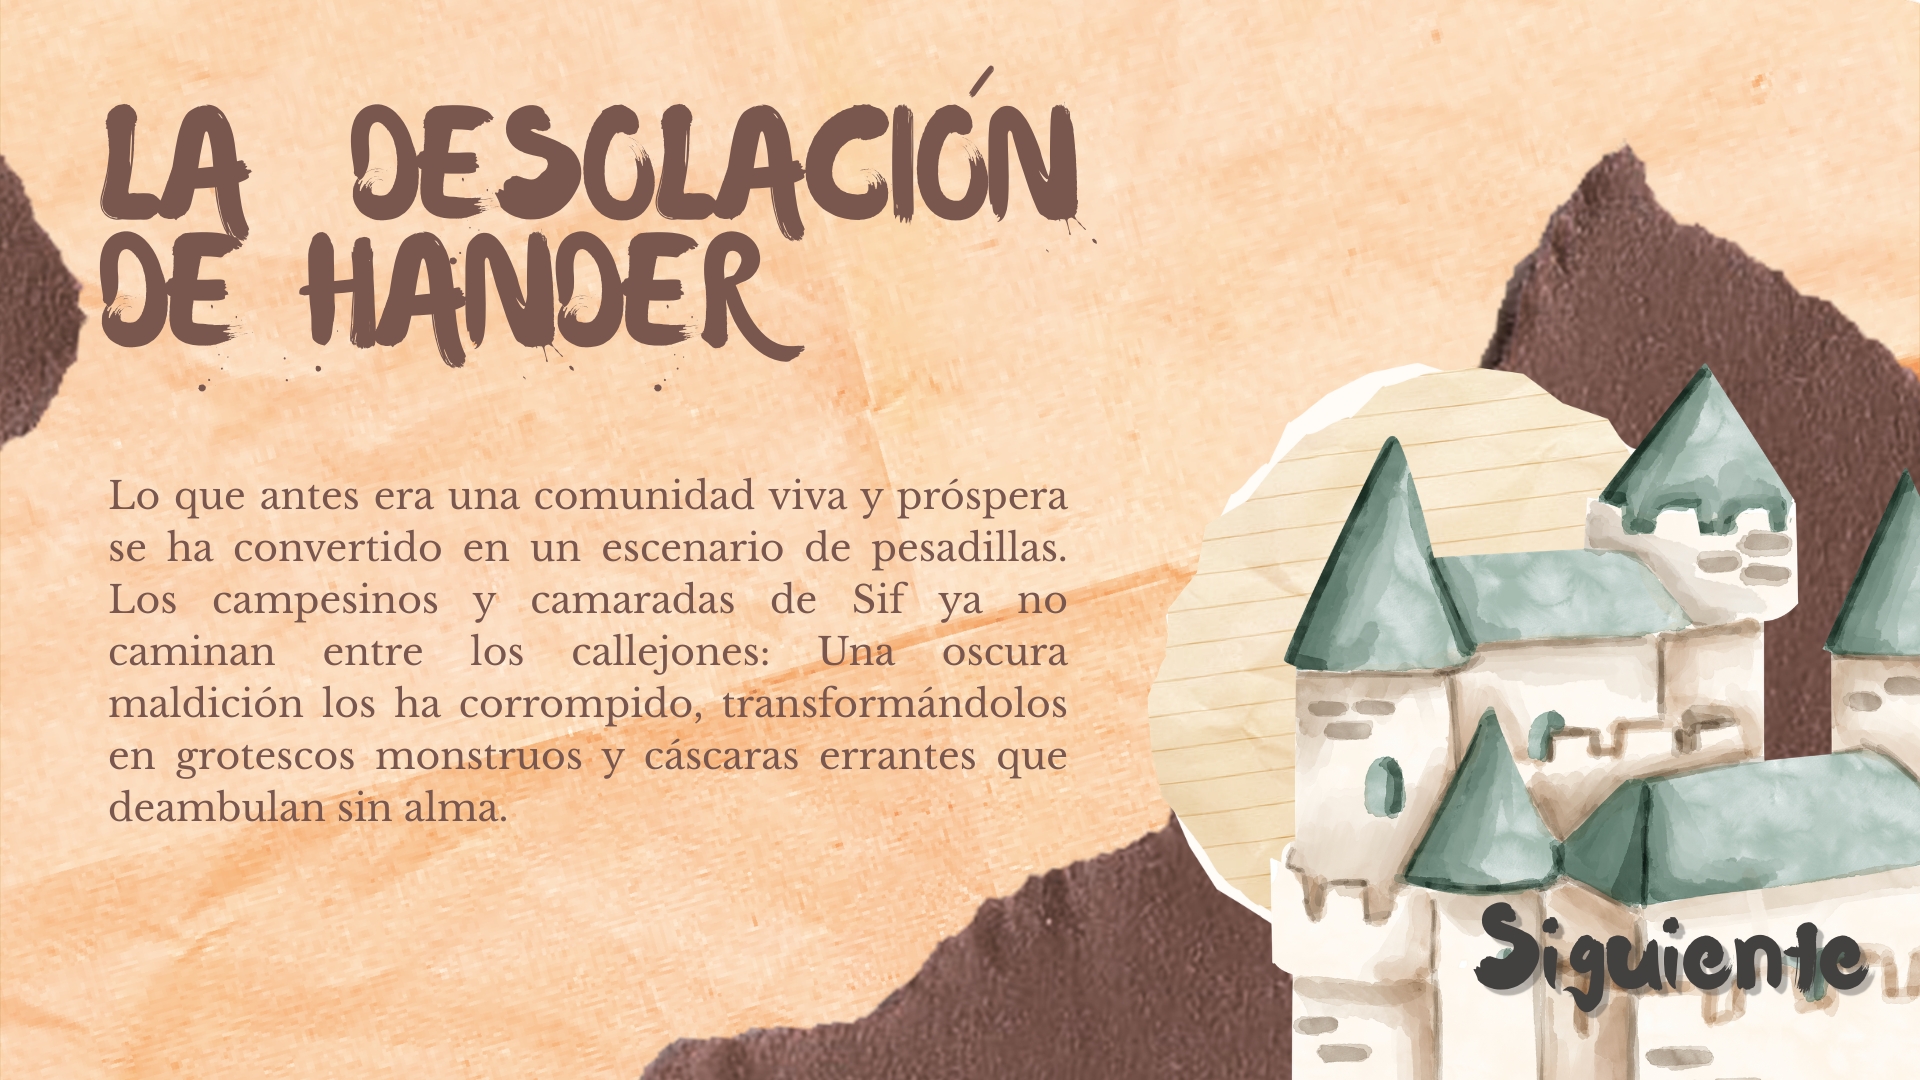 LA DESOLACIÓN
DE HANDER
Lo que antes era una comunidad viva y próspera
se ha convertido en un escenario de pesadillas.
Los campesinos y camaradas de Sif ya no
caminan entre los callejones: Una oscura
maldición los ha corrompido, transformándolos
en grotescos monstruos y cáscaras errantes que
deambulan sin alma.
Siguiente